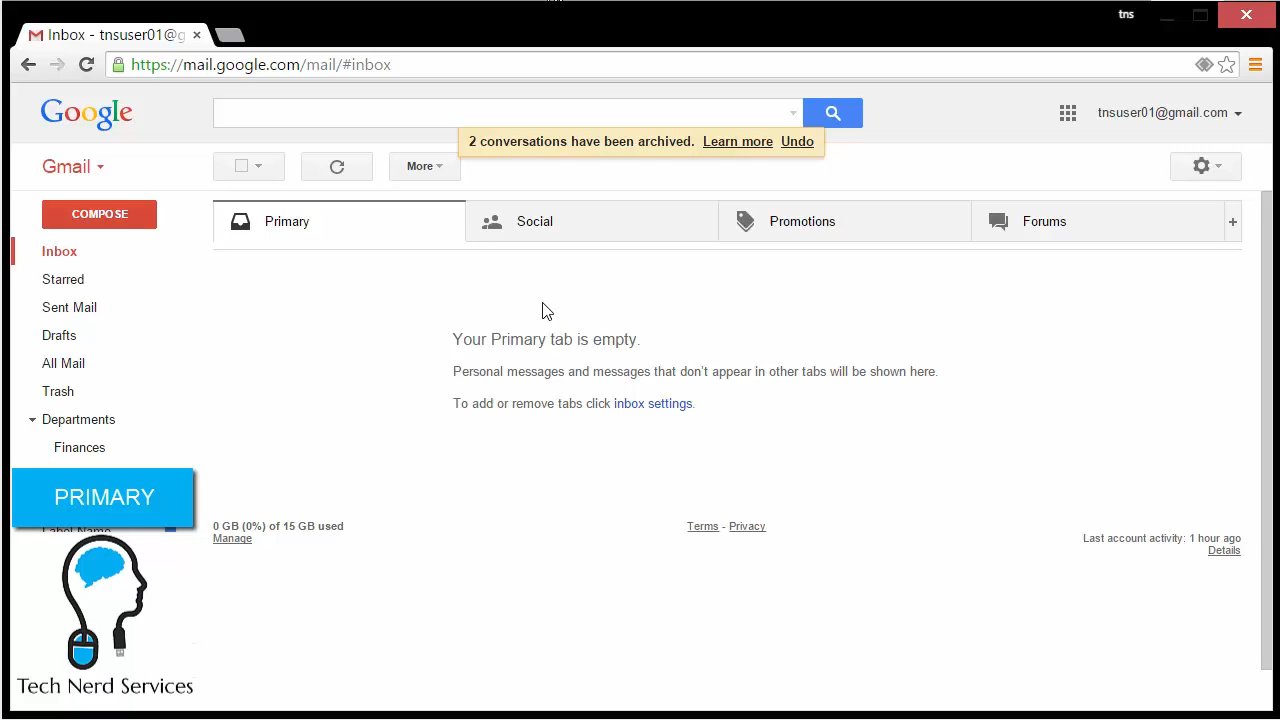 tns
Inbox - tnsuser01@g
https://mail.google.com/mail/#inbox
Google
tnsuser01@gmail.com
2 conversations have been archived. Learn more Undo
Gmail
More
COMPOSE
Primary
Social
Promotions
Forums
+
Inbox
Starred
Sent Mail
Drafts
All Mail
Trash
Departments
Finances
Your Primary tab is empty.
Personal messages and messages that don't appear in other tabs will be shown here.
To add or remove tabs click inbox settings.
PRIMARY
Label Name
0 GB (0%) of 15 GB used
Manage
Terms - Privacy
Last account activity: 1 hour ago
Details
Tech Nerd Services